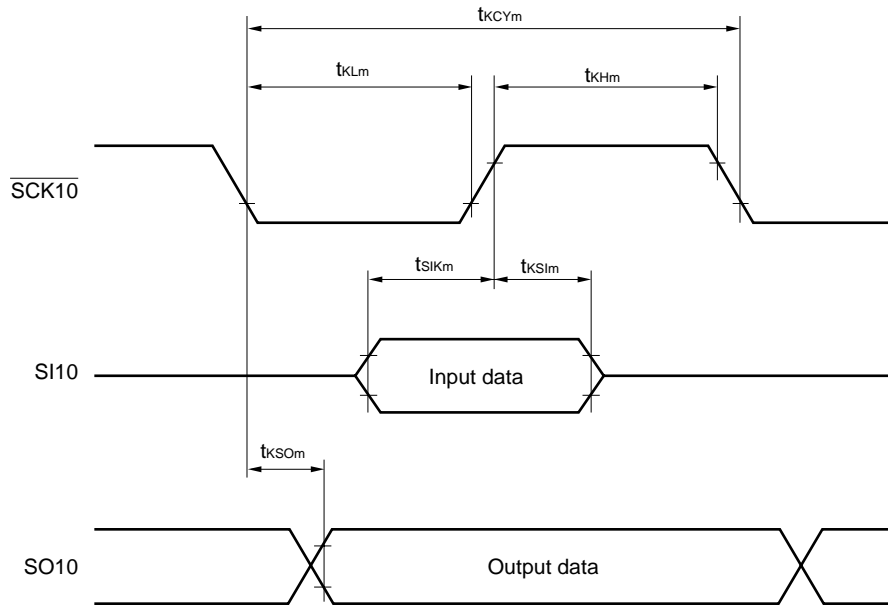 tKCYm
tKLm
tKHm
SCK10
tSIKm
tKSIm
SI10
Input data
tKSOm
SO10
Output data